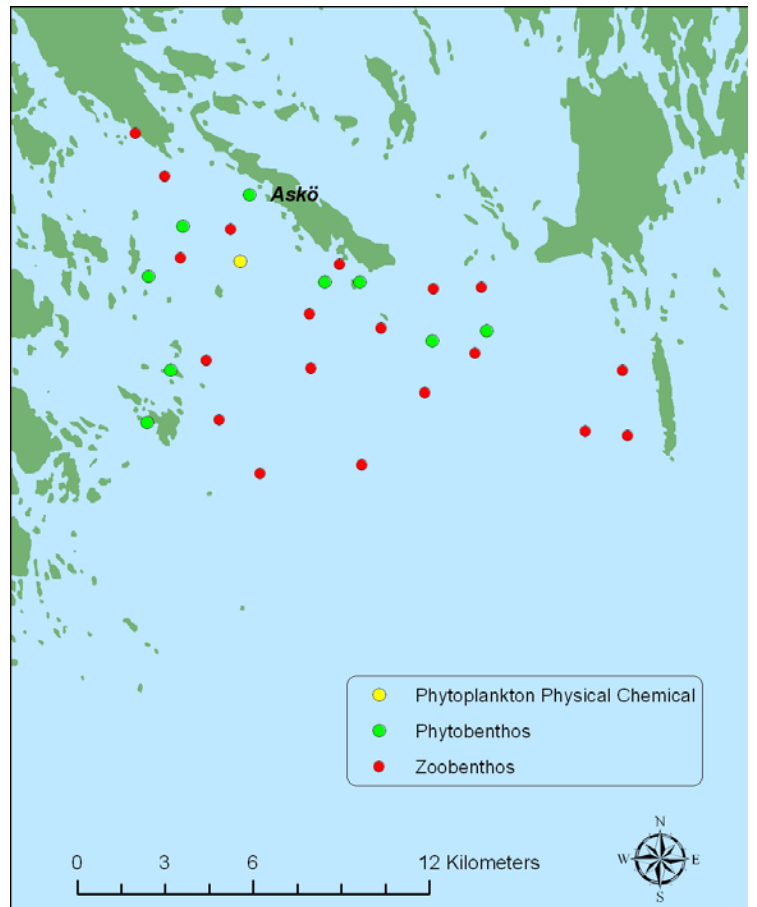 Askö
Phytoplankton Physical Chemical
Phytobenthos
Zoobenthos
0 3 6 12 Kilometers
N
W E
S